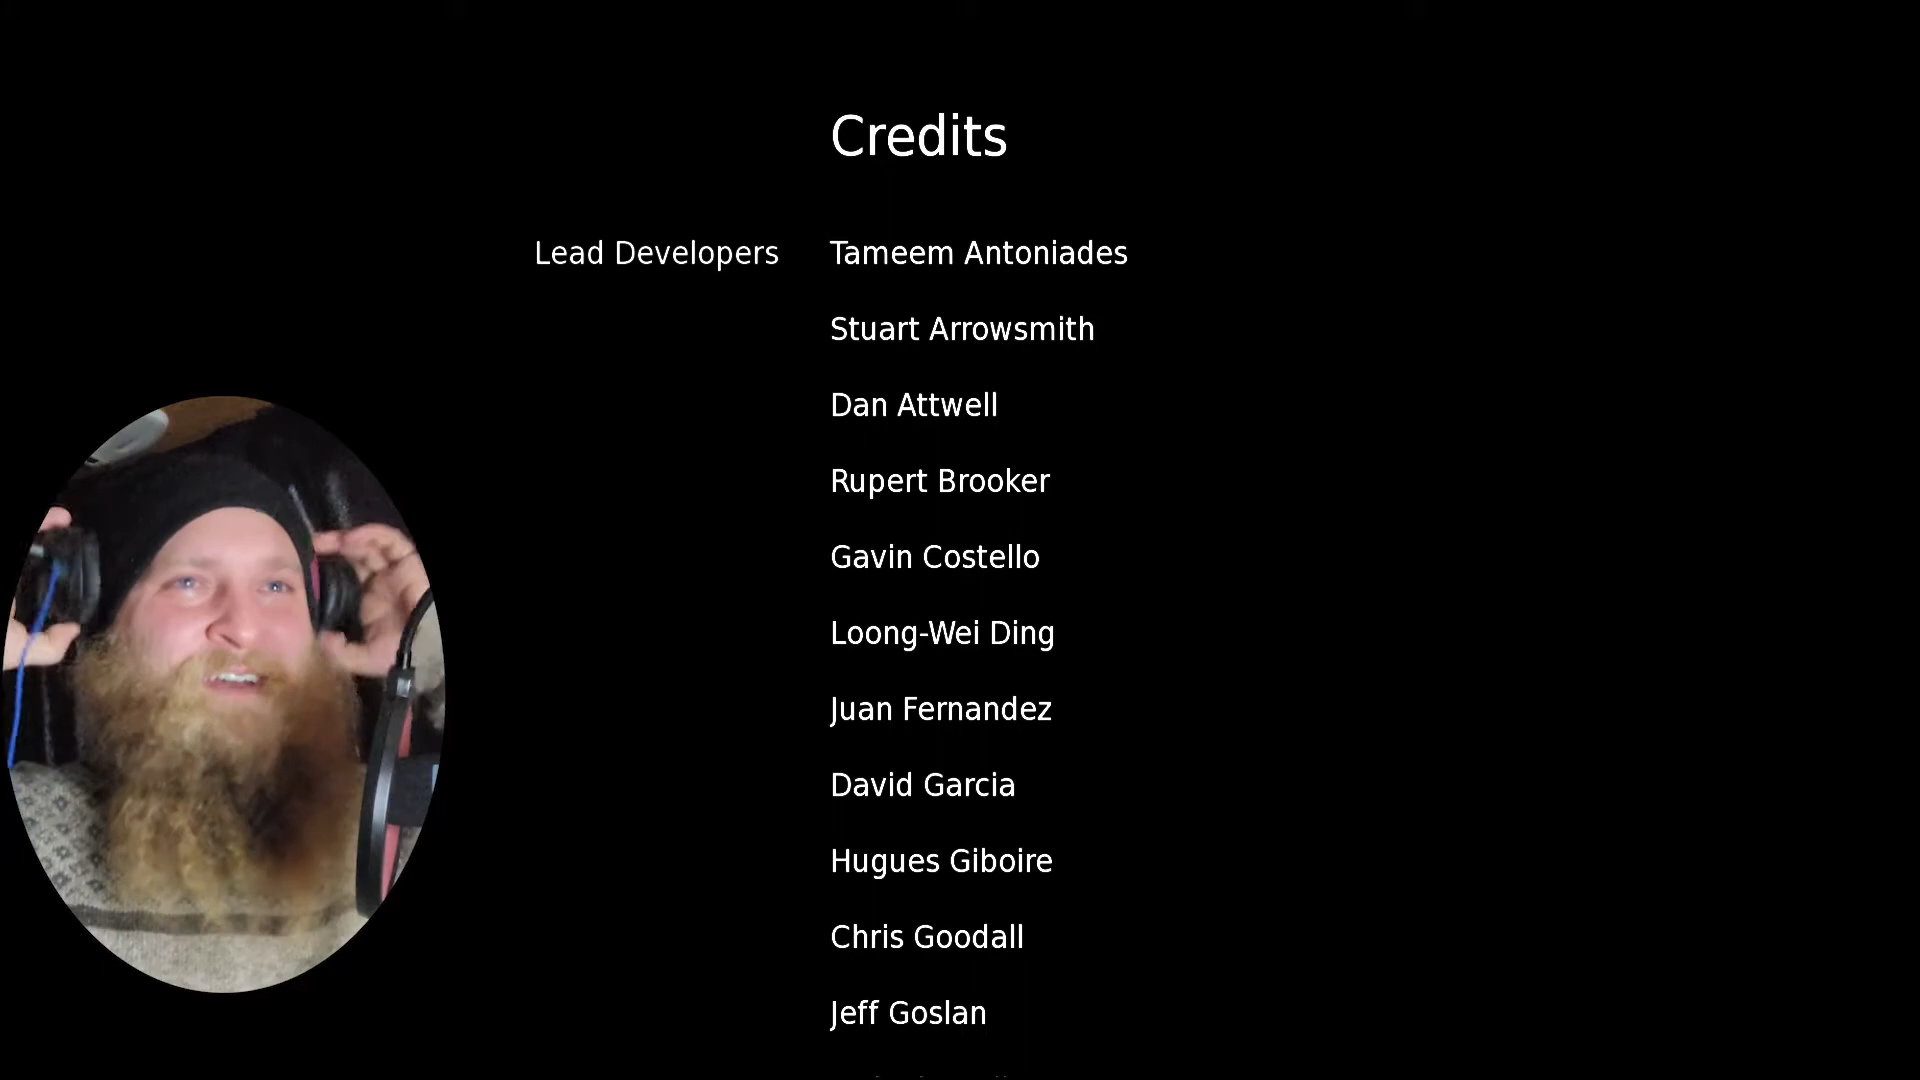 Credits
Lead Developers Tameem Antoniades
Stuart Arrowsmith
Dan Attwell
Rupert Brooker
Gavin Costello
Loong-Wei Ding
Juan Fernandez
David Garcia
Hugues Giboire
Chris Goodall
Jeff Goslan